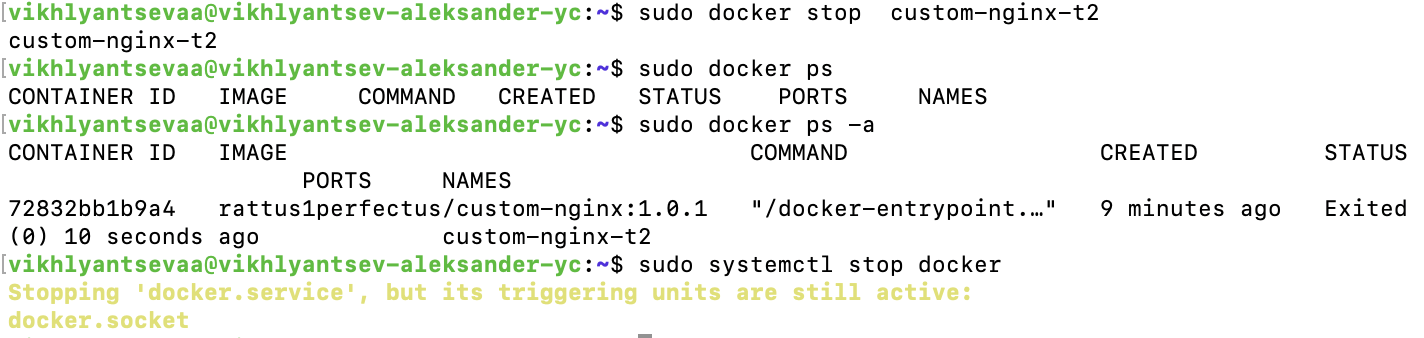 [vikhlyantsevaa@vikhlyantsev-aleksander-yc:~$ sudo docker stop  custom-nginx-t2
custom-nginx-t2
[vikhlyantsevaa@vikhlyantsev-aleksander-yc:~$ sudo docker ps
CONTAINER ID   IMAGE     COMMAND   CREATED   STATUS    PORTS     NAMES
[vikhlyantsevaa@vikhlyantsev-aleksander-yc:~$ sudo docker ps -a
CONTAINER ID   IMAGE                                 COMMAND                  CREATED         STATUS
                     PORTS     NAMES
72832bb1b9a4   rattus1perfectus/custom-nginx:1.0.1   "/docker-entrypoint.…"   9 minutes ago   Exited
(0) 10 seconds ago             custom-nginx-t2
[vikhlyantsevaa@vikhlyantsev-aleksander-yc:~$ sudo systemctl stop docker
Stopping 'docker.service', but its triggering units are still active:
docker.socket